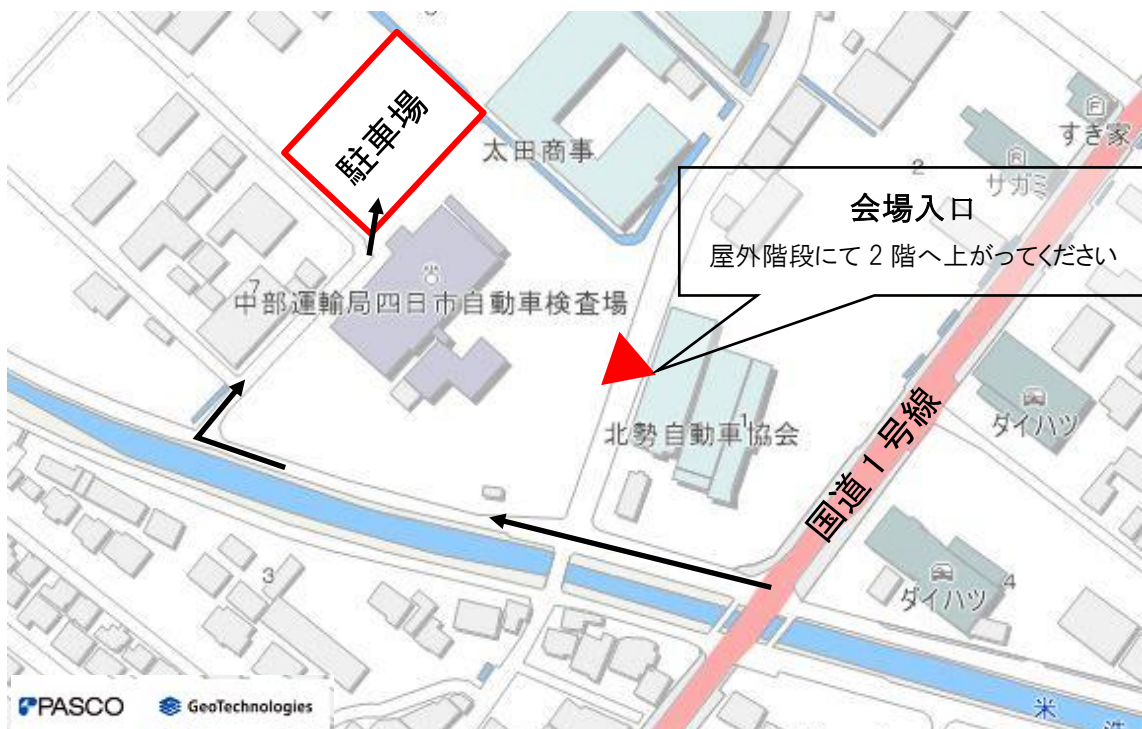 駐車場
太田商事
すき家
2
サガミ
会場入口
屋外階段にて 2 階へ上がってください
7
中部運輸局四日市自動車検査場
ダイハツ
1
北勢自動車協会
国道 1 号線
3
ダイハツ
4
米
PASCO
GeoTechnologies